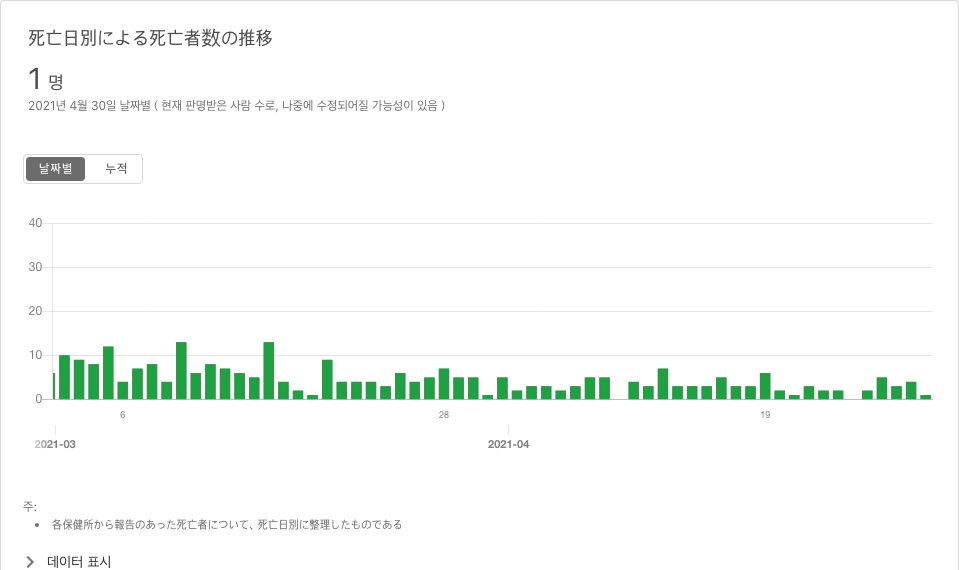 死亡日別による死亡者数の推移
1 명
2021년 4월 30일 날짜별 ( 현재 판명받은 사람 수로, 나중에 수정되어질 가능성이 있음 )
날짜별 누적
40
30
20
10
0
6 28 19
2021-03 2021-04
주:
• 各保健所から報告のあった死亡者について、死亡日別に整理したものである
데이터 표시